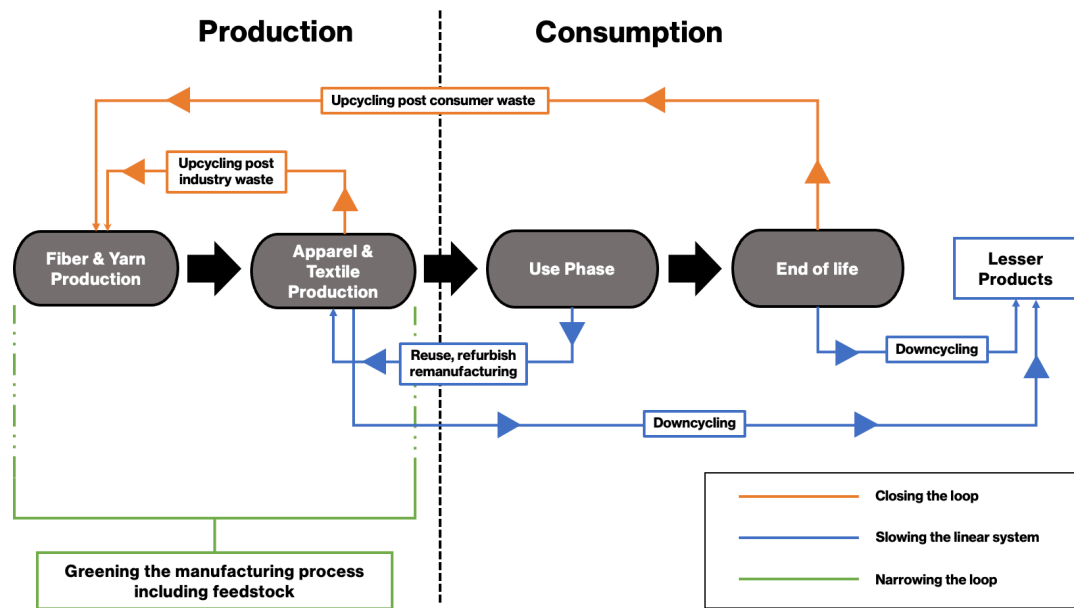 Production
Consumption
Upcycling post consumer waste
Upcycling post
industry waste
Fiber & Yarn
Production
Apparel &
Textile
Production
Use Phase
End of life
Lesser
Products
Reuse, refurbish
remanufacturing
Downcycling
Downcycling
Closing the loop
Slowing the linear system
Narrowing the loop
Greening the manufacturing process
including feedstock